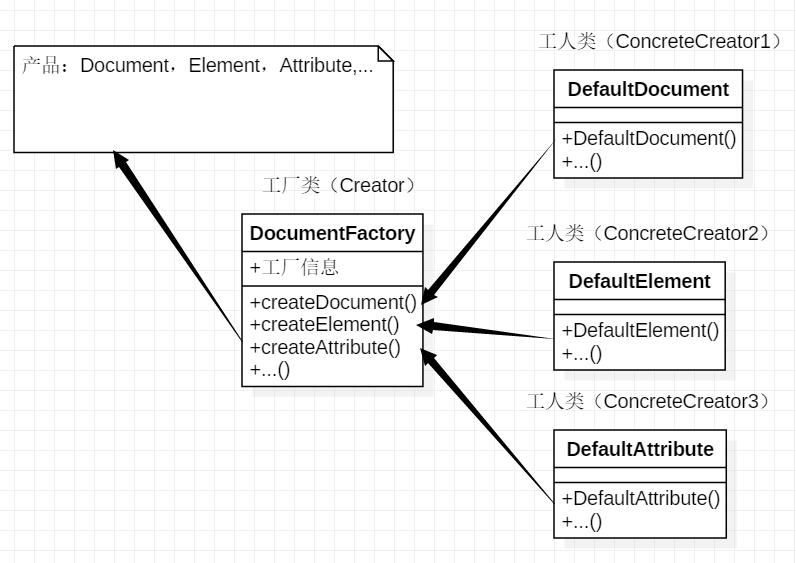 产品：Document，Element，Attribute,...
工厂类（Creator）
DocumentFactory
+工厂信息
+createDocument()
+createElement()
+createAttribute()
+...()
工人类（ConcreteCreator1）
DefaultDocument
+DefaultDocument()
+...()
工人类（ConcreteCreator2）
DefaultElement
+DefaultElement()
+...()
工人类（ConcreteCreator3）
DefaultAttribute
+DefaultAttribute()
+...()